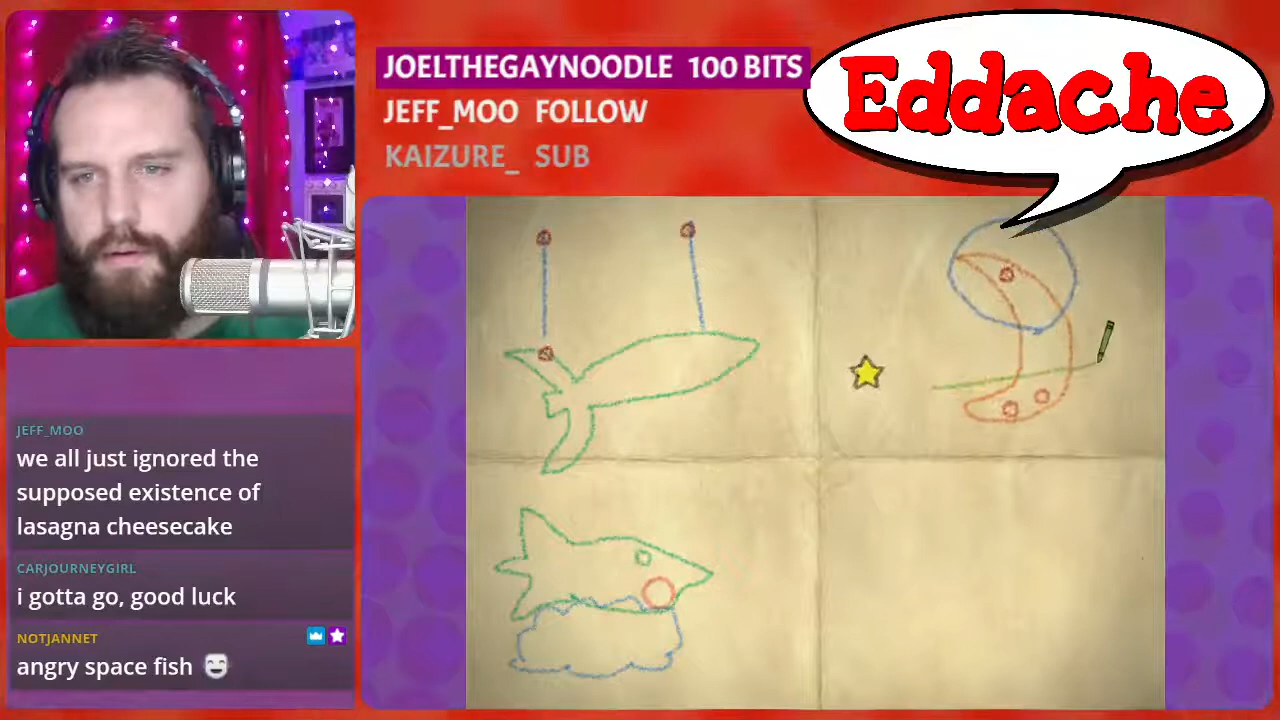 JOELTHEGAYNOODLE 100 BITS
JEFF_MOO FOLLOW
KAIZURE_ SUB
Eddache
JEFF_MOO
we all just ignored the
supposed existence of
lasagna cheesecake
CARJOURNEYGIRL
i gotta go, good luck
NOTJANNET
angry space fish